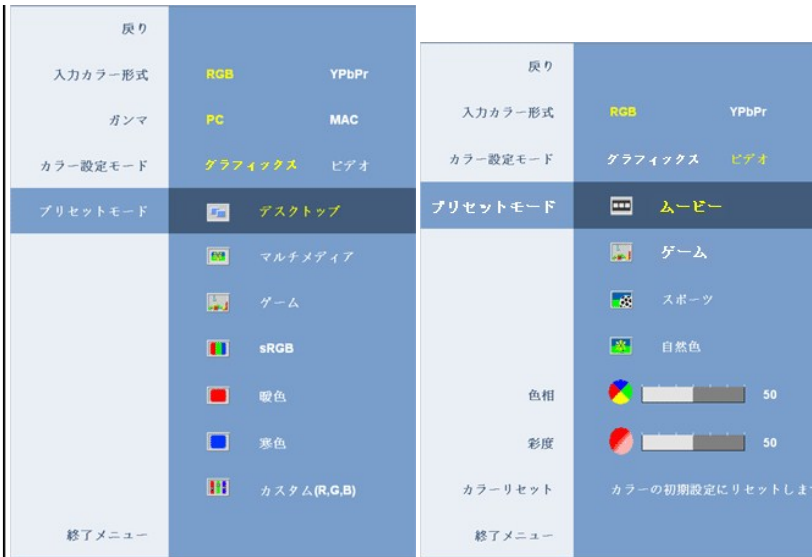 戻り
入力カラー形式 RGB YPbPr
ガンマ PC MAC
カラー設定モード グラフィックス ビデオ
プリセットモード デスクトップ
マルチメディア
ゲーム
sRGB
暖色
寒色
カスタム(R,G,B)
終了メニュー
戻り
入力カラー形式 RGB YPbPr
カラー設定モード グラフィックス ビデオ
プリセットモード ムービー
ゲーム
スポーツ
自然色
色相 50
彩度 50
カラーリセット カラーの初期設定にリセットしま
終了メニュー